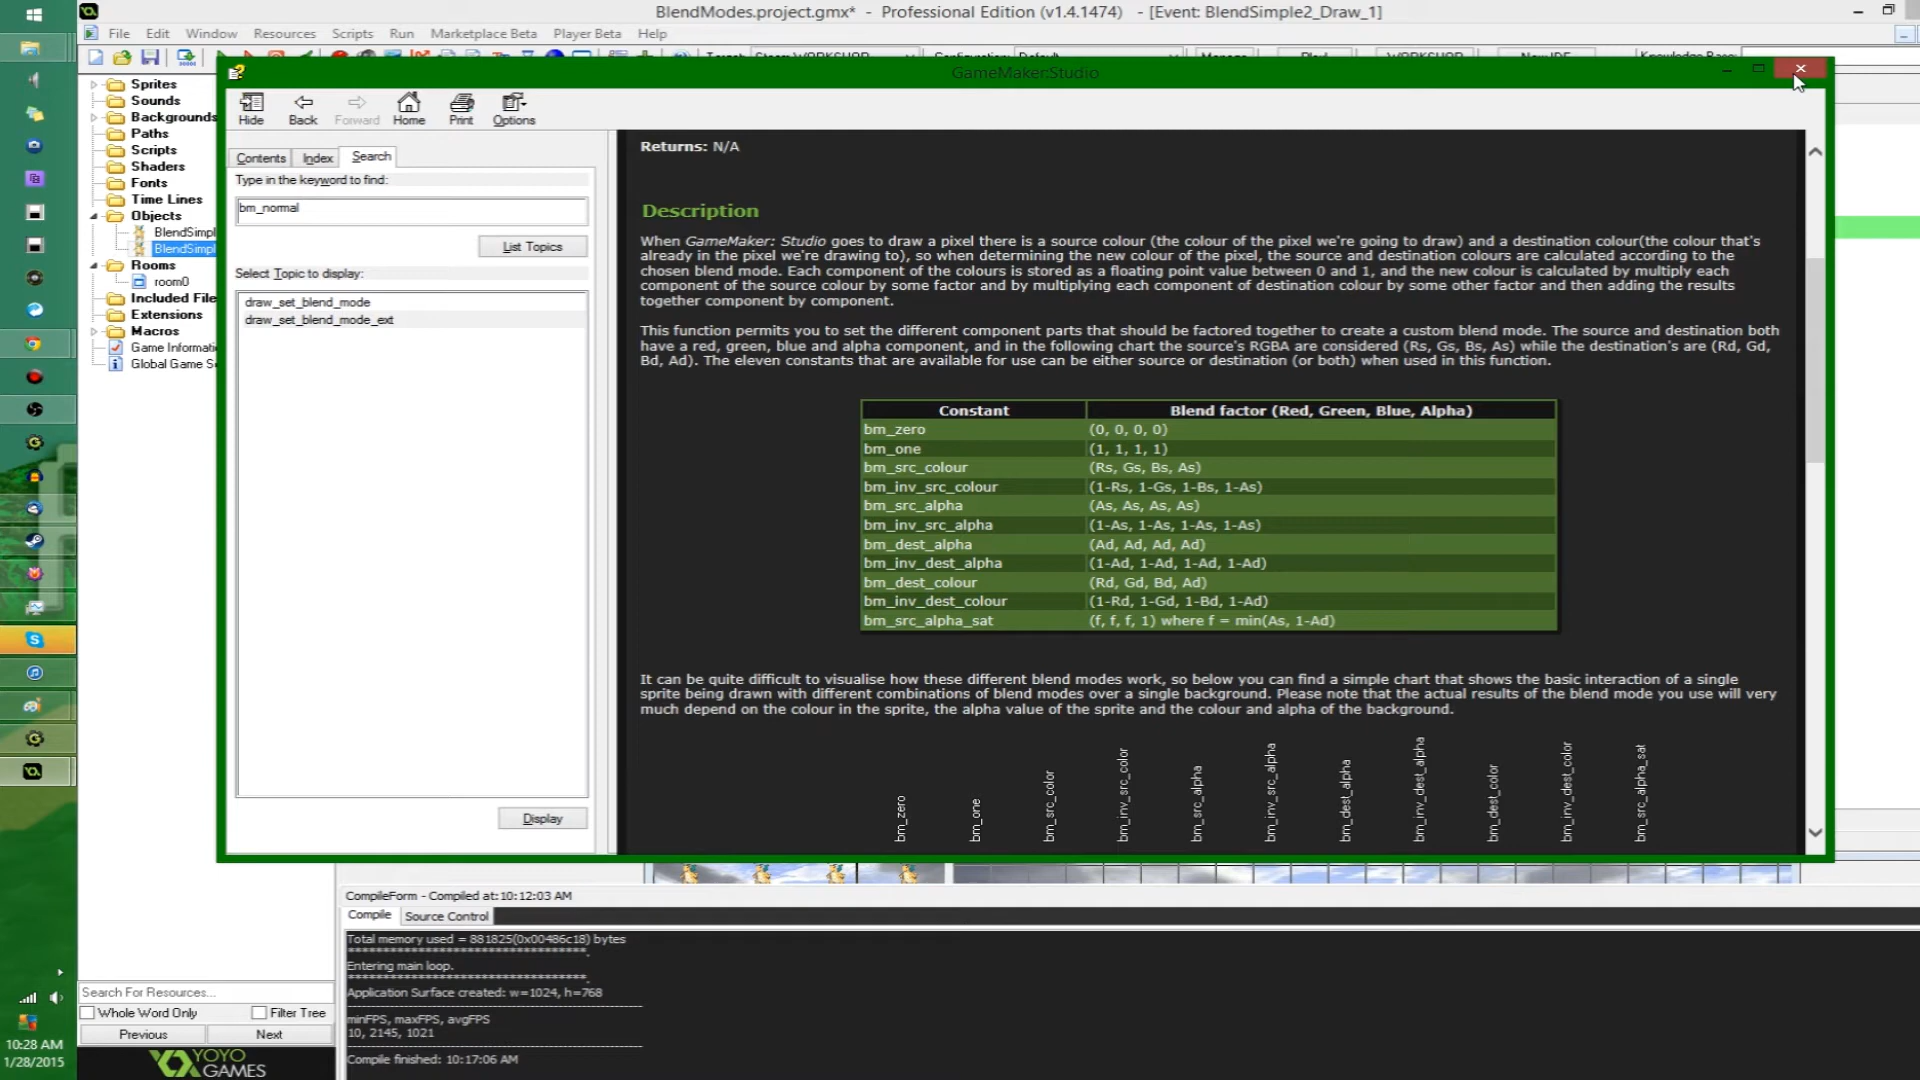 BlendModes.project.gmx* - Professional Edition (v1.4.1474) - [Event: BlendSimple2_Draw_1]
File Edit Window Resources Scripts Run Marketplace Beta Player Beta Help
GameMaker:Studio
Hide Back Forward Home Print Options
Sprites
Sounds
Backgrounds
Paths
Scripts
Shaders
Fonts
Time Lines
Objects
BlendSimpl
BlendSimpl
Rooms
room0
Included File
Extensions
Macros
Game Informati
Global Game Se
Contents Index Search
Type in the keyword to find:
bm_normal
List Topics
Select Topic to display:
draw_set_blend_mode
draw_set_blend_mode_ext
Display
Returns: N/A
Description
When GameMaker: Studio goes to draw a pixel there is a source colour (the colour of the pixel we're going to draw) and a destination colour(the colour that's
already in the pixel we're drawing to), so when determining the new colour of the pixel, the source and destination colours are calculated according to the
chosen blend mode. Each component of the colours is stored as a floating point value between 0 and 1, and the new colour is calculated by multiply each
component of the source colour by some factor and by multiplying each component of destination colour by some other factor and then adding the results
together component by component.
This function permits you to set the different component parts that should be factored together to create a custom blend mode. The source and destination both
have a red, green, blue and alpha component, and in the following chart the source's RGBA are considered (Rs, Gs, Bs, As) while the destination's are (Rd, Gd,
Bd, Ad). The eleven constants that are available for use can be either source or destination (or both) when used in this function.
Constant Blend factor (Red, Green, Blue, Alpha)
bm_zero (0, 0, 0, 0)
bm_one (1, 1, 1, 1)
bm_src_colour (Rs, Gs, Bs, As)
bm_inv_src_colour (1-Rs, 1-Gs, 1-Bs, 1-As)
bm_src_alpha (As, As, As, As)
bm_inv_src_alpha (1-As, 1-As, 1-As, 1-As)
bm_dest_alpha (Ad, Ad, Ad, Ad)
bm_inv_dest_alpha (1-Ad, 1-Ad, 1-Ad, 1-Ad)
bm_dest_colour (Rd, Gd, Bd, Ad)
bm_inv_dest_colour (1-Rd, 1-Gd, 1-Bd, 1-Ad)
bm_src_alpha_sat (f, f, f, 1) where f = min(As, 1-Ad)
It can be quite difficult to visualise how these different blend modes work, so below you can find a simple chart that shows the basic interaction of a single
sprite being drawn with different combinations of blend modes over a single background. Please note that the actual results of the blend mode you use will very
much depend on the colour in the sprite, the alpha value of the sprite and the colour and alpha of the background.
bm_zero
bm_one
bm_src_color
bm_inv_src_color
bm_src_alpha
bm_inv_src_alpha
bm_dest_alpha
bm_inv_dest_alpha
bm_dest_color
bm_inv_dest_color
bm_src_alpha_sat
CompileForm - Compiled at:10:12:03 AM
Compile Source Control
Total memory used = 881825(0x00486c18) bytes
***********************************.
Entering main loop.
***********************************.
Application Surface created: w=1024, h=768
minFPS, maxFPS, avgFPS
10, 2145, 1021
Compile finished: 10:17:06 AM
Search For Resources...
Whole Word Only Filter Tree
Previous Next
YOYO
GAMES
10:28 AM
1/28/2015